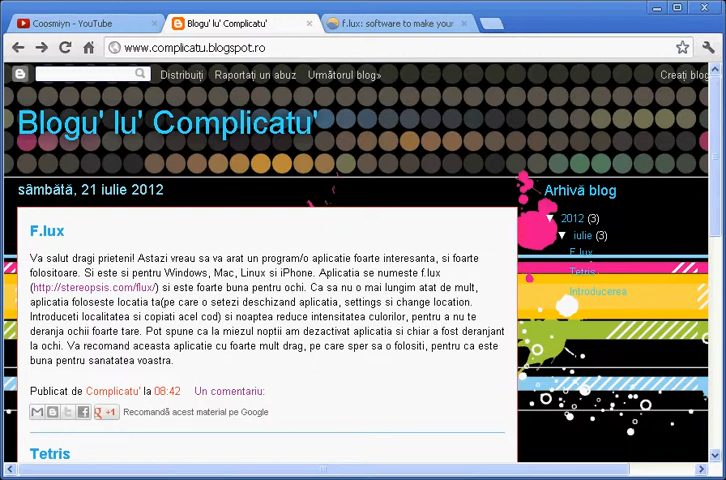 Coosmiyn - YouTube
Blogu' lu' Complicatu'
f.lux: software to make your
www.complicatu.blogspot.ro
Distribuiți Raportați un abuz Următorul blog» Creați blog
Blogu' lu' Complicatu'
sâmbătă, 21 iulie 2012
Arhivă blog
▼ 2012 (3)
▼ iulie (3)
F.lux
Tetris
Introducerea
F.lux
Va salut dragi prieteni! Astazi vreau sa va arat un program/o aplicatie foarte interesanta, si foarte
folositoare. Si este si pentru Windows, Mac, Linux si iPhone. Aplicatia se numeste f.lux
(http://stereopsis.com/flux/) si este foarte buna pentru ochi. Ca sa nu o mai lungim atat de mult,
aplicatia foloseste locatia ta(pe care o setezi deschizand aplicatia, settings si change location.
Introduceti localitatea si copiati acel cod) si noaptea reduce intensitatea culorilor, pentru a nu te
deranja ochii foarte tare. Pot spune ca la miezul noptii am dezactivat aplicatia si chiar a fost deranjant
la ochi. Va recomand aceasta aplicatie cu foarte mult drag, pe care sper sa o folositi, pentru ca este
buna pentru sanatatea voastra.
Publicat de Complicatu' la 08:42 Un comentariu:
+1 Recomandă acest material pe Google
Tetris